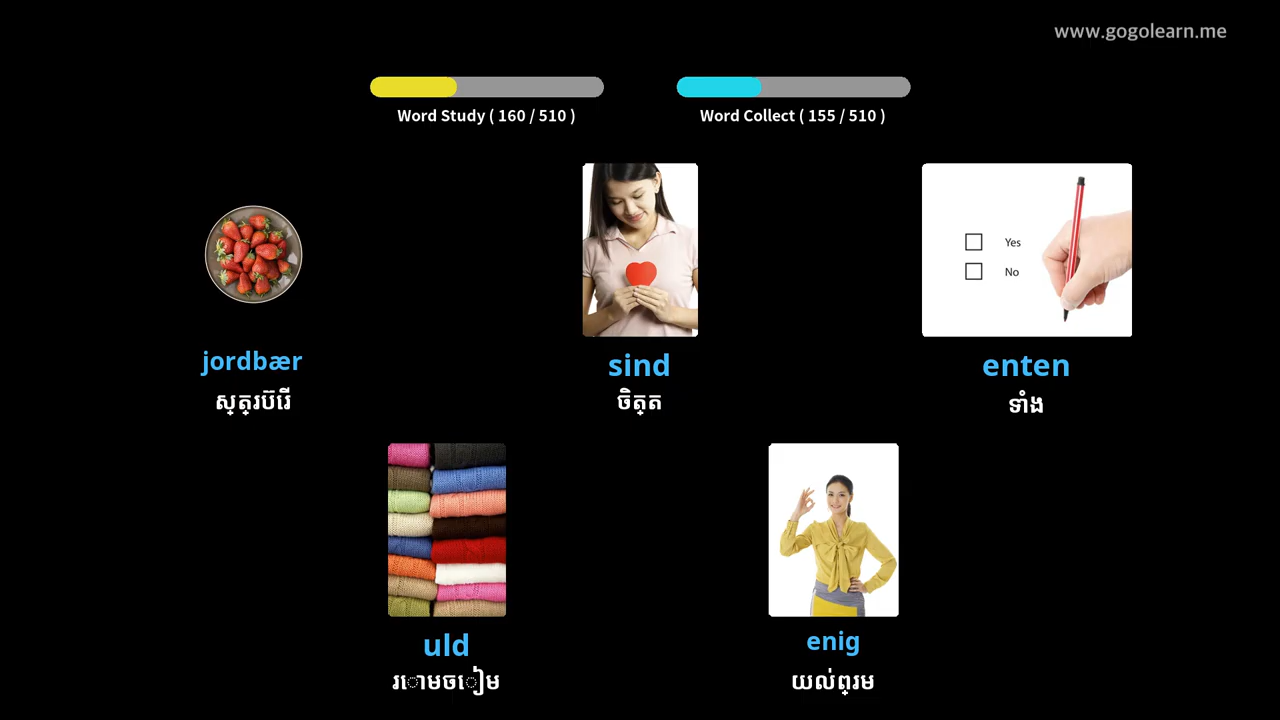 www.gogolearn.me
Word Study ( 160 / 510 )
Word Collect ( 155 / 510 )
Yes
No
jordbær
ស្ត្របឺរី
sind
ចិត្ត
enten
ទាំង
uld
រោមចៀម
enig
យល់ព្រម